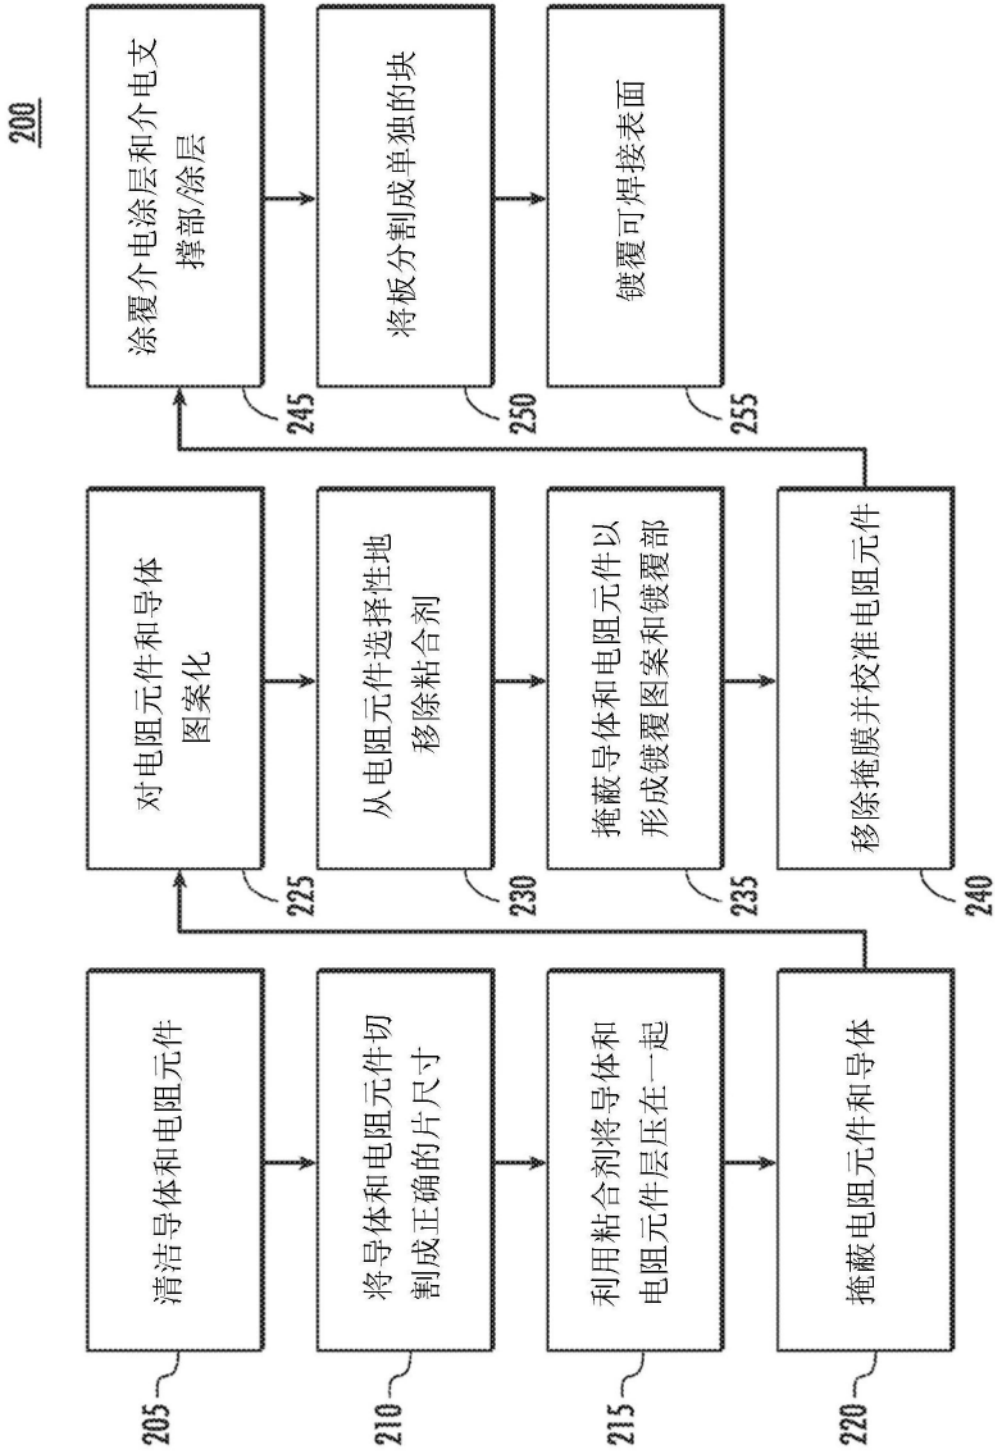 200
清洁导体和电阻元件
205
将导体和电阻元件切
割成正确的片尺寸
210
利用粘合剂将导体和
电阻元件层压在一起
215
掩蔽电阻元件和导体
220
对电阻元件和导体
图案化
225
从电阻元件选择性地
移除粘合剂
230
掩蔽导体和电阻元件以
形成镀覆图案和镀覆部
235
移除掩膜并校准电阻元件
240
涂覆介电涂层和介电支
撑部/涂层
245
将板分割成单独的块
250
镀覆可焊接表面
255